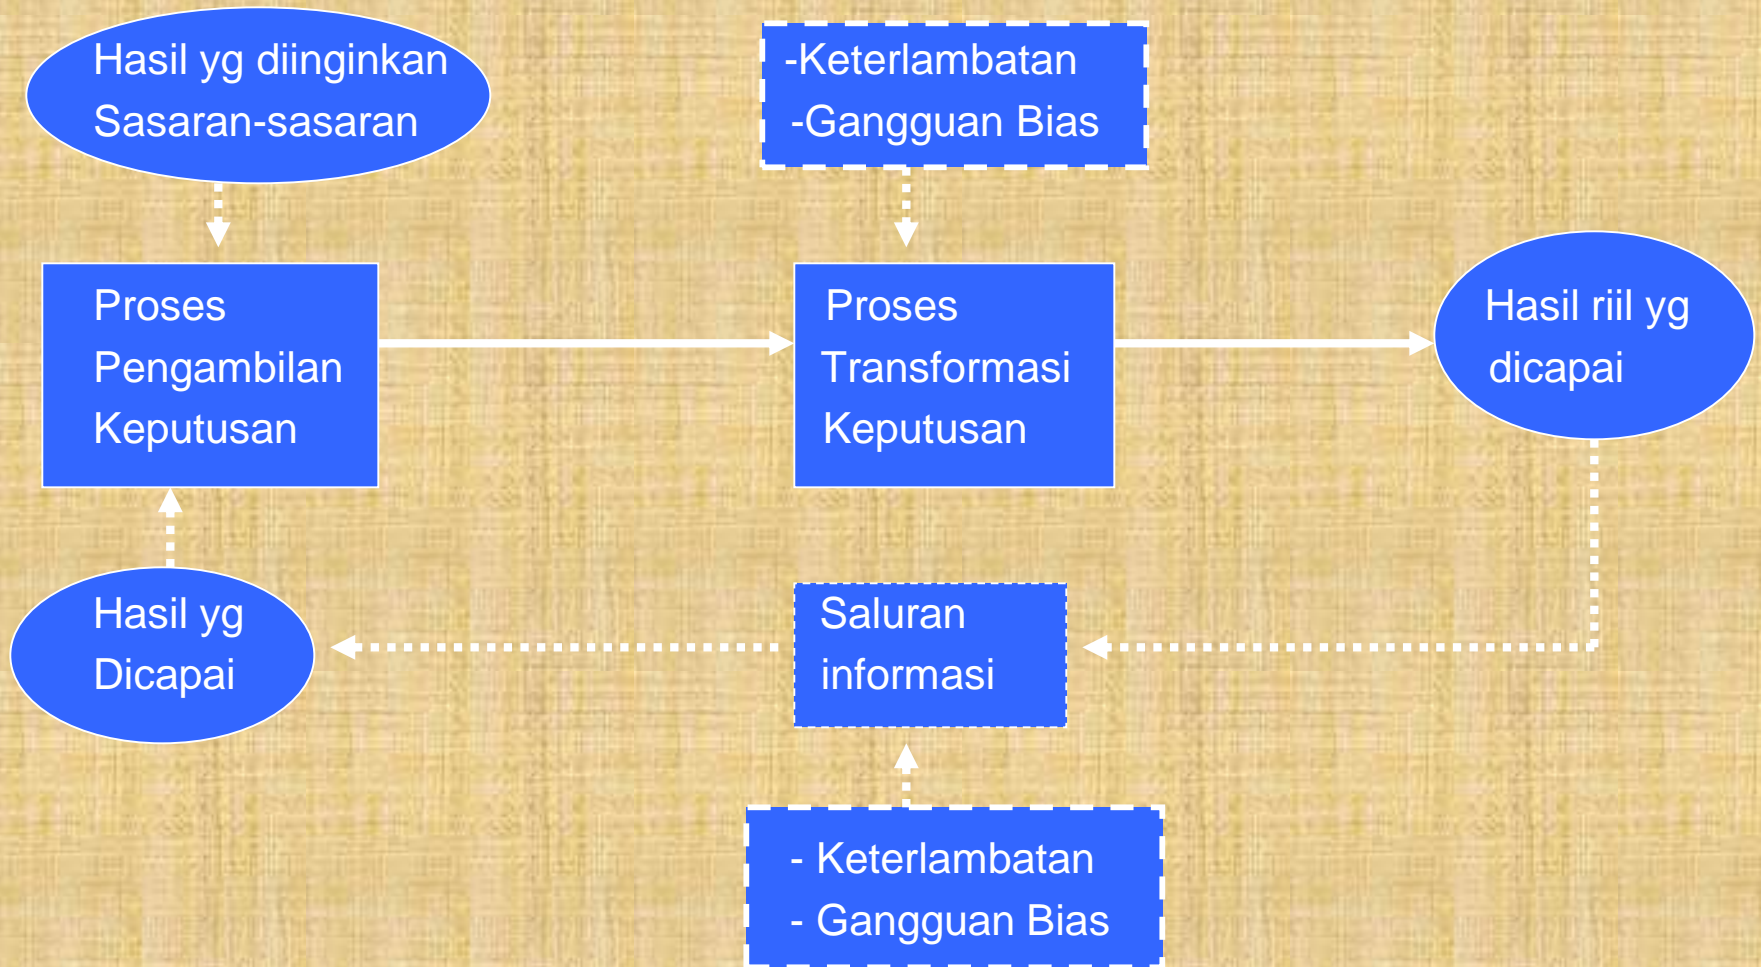 Hasil yg diinginkan
Sasaran-sasaran
-Keterlambatan
-Gangguan Bias
Proses
Pengambilan
Keputusan
Proses
Transformasi
Keputusan
Hasil riil yg
dicapai
Hasil yg
Dicapai
Saluran
informasi
- Keterlambatan
- Gangguan Bias